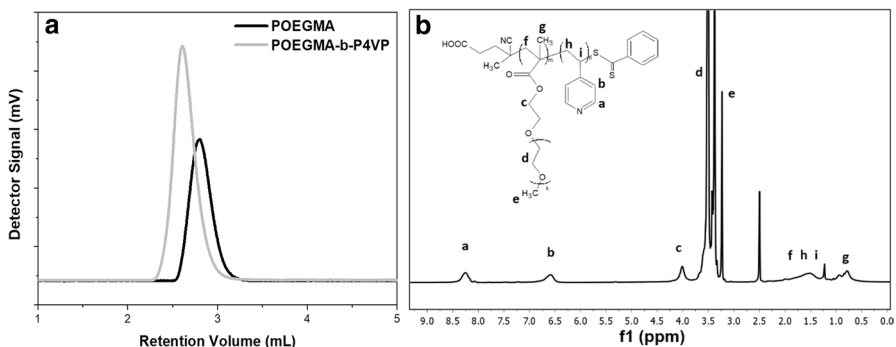 a
POEGMA
POEGMA-b-P4VP
Detector Signal (mV)
1 2 3 4 5
Retention Volume (mL)
b
HOOC
NC
CH₃
f
g
CH₃
m
h
i
S
S
O
O
c
b
a
N
O
d
O
k
e H₃C
a
b
c
d
e
f h i
g
9.0 8.5 8.0 7.5 7.0 6.5 6.0 5.5 5.0 4.5 4.0 3.5 3.0 2.5 2.0 1.5 1.0 0.5 0.0
f1 (ppm)